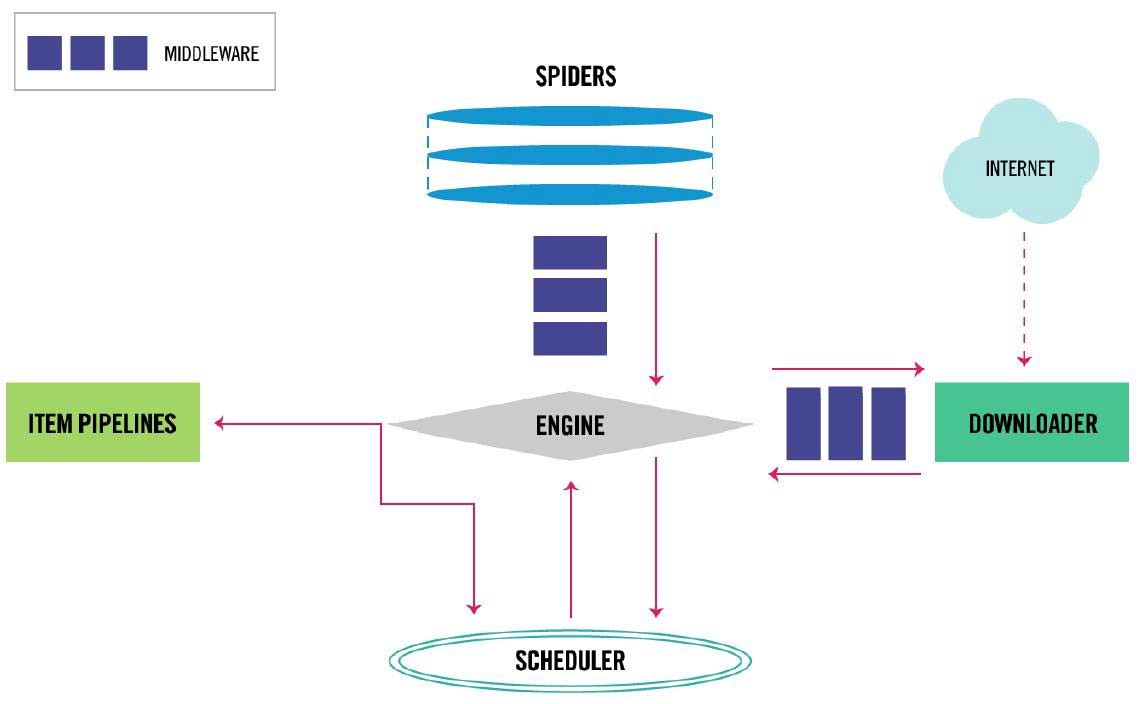 MIDDLEWARE
SPIDERS
INTERNET
ITEM PIPELINES
ENGINE
DOWNLOADER
SCHEDULER